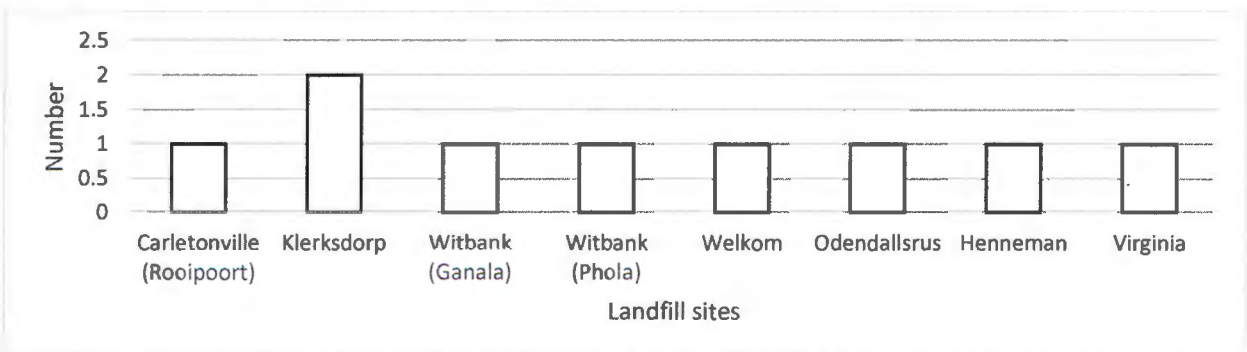 2.5
2
1.5
1
0.5
0
Number
Carletonville Klerksdorp Witbank Witbank Welkom Odendallsrus Henneman Virginia
(Rooipoort) (Ganala) (Phola)
Landfill sites